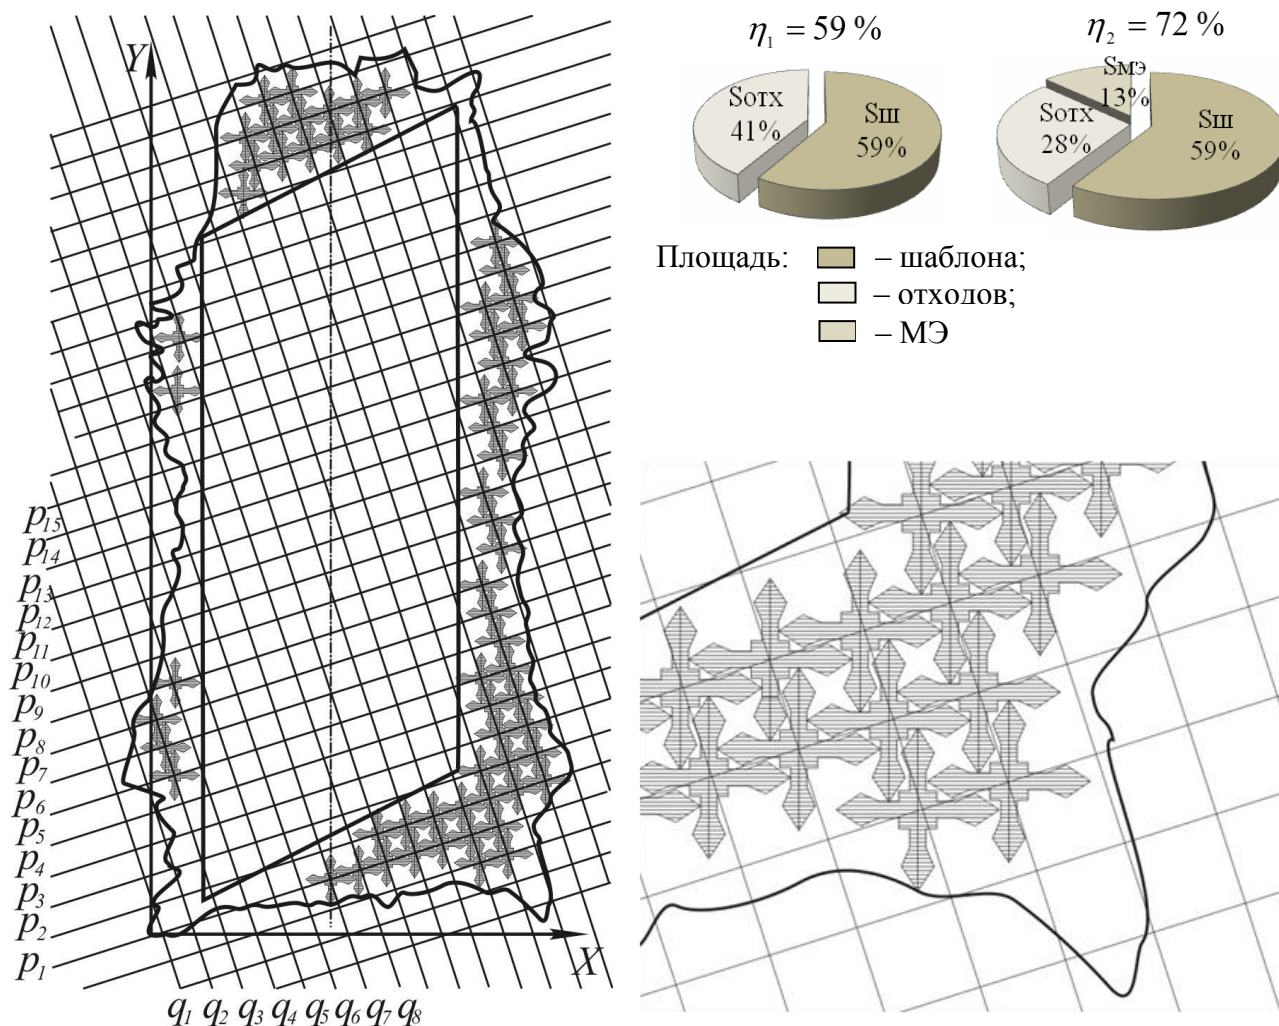 Y
p15
p14
p13
p12
p11
p10
p9
p8
p7
p6
p5
p4
p3
p2
p1
X
q1 q2 q3 q4 q5 q6 q7 q8
η1 = 59 %
η2 = 72 %
Sотх
41%
Sш
59%
Sмэ
13%
Sотх
28%
Sш
59%
Площадь:
– шаблона;
– отходов;
– МЭ